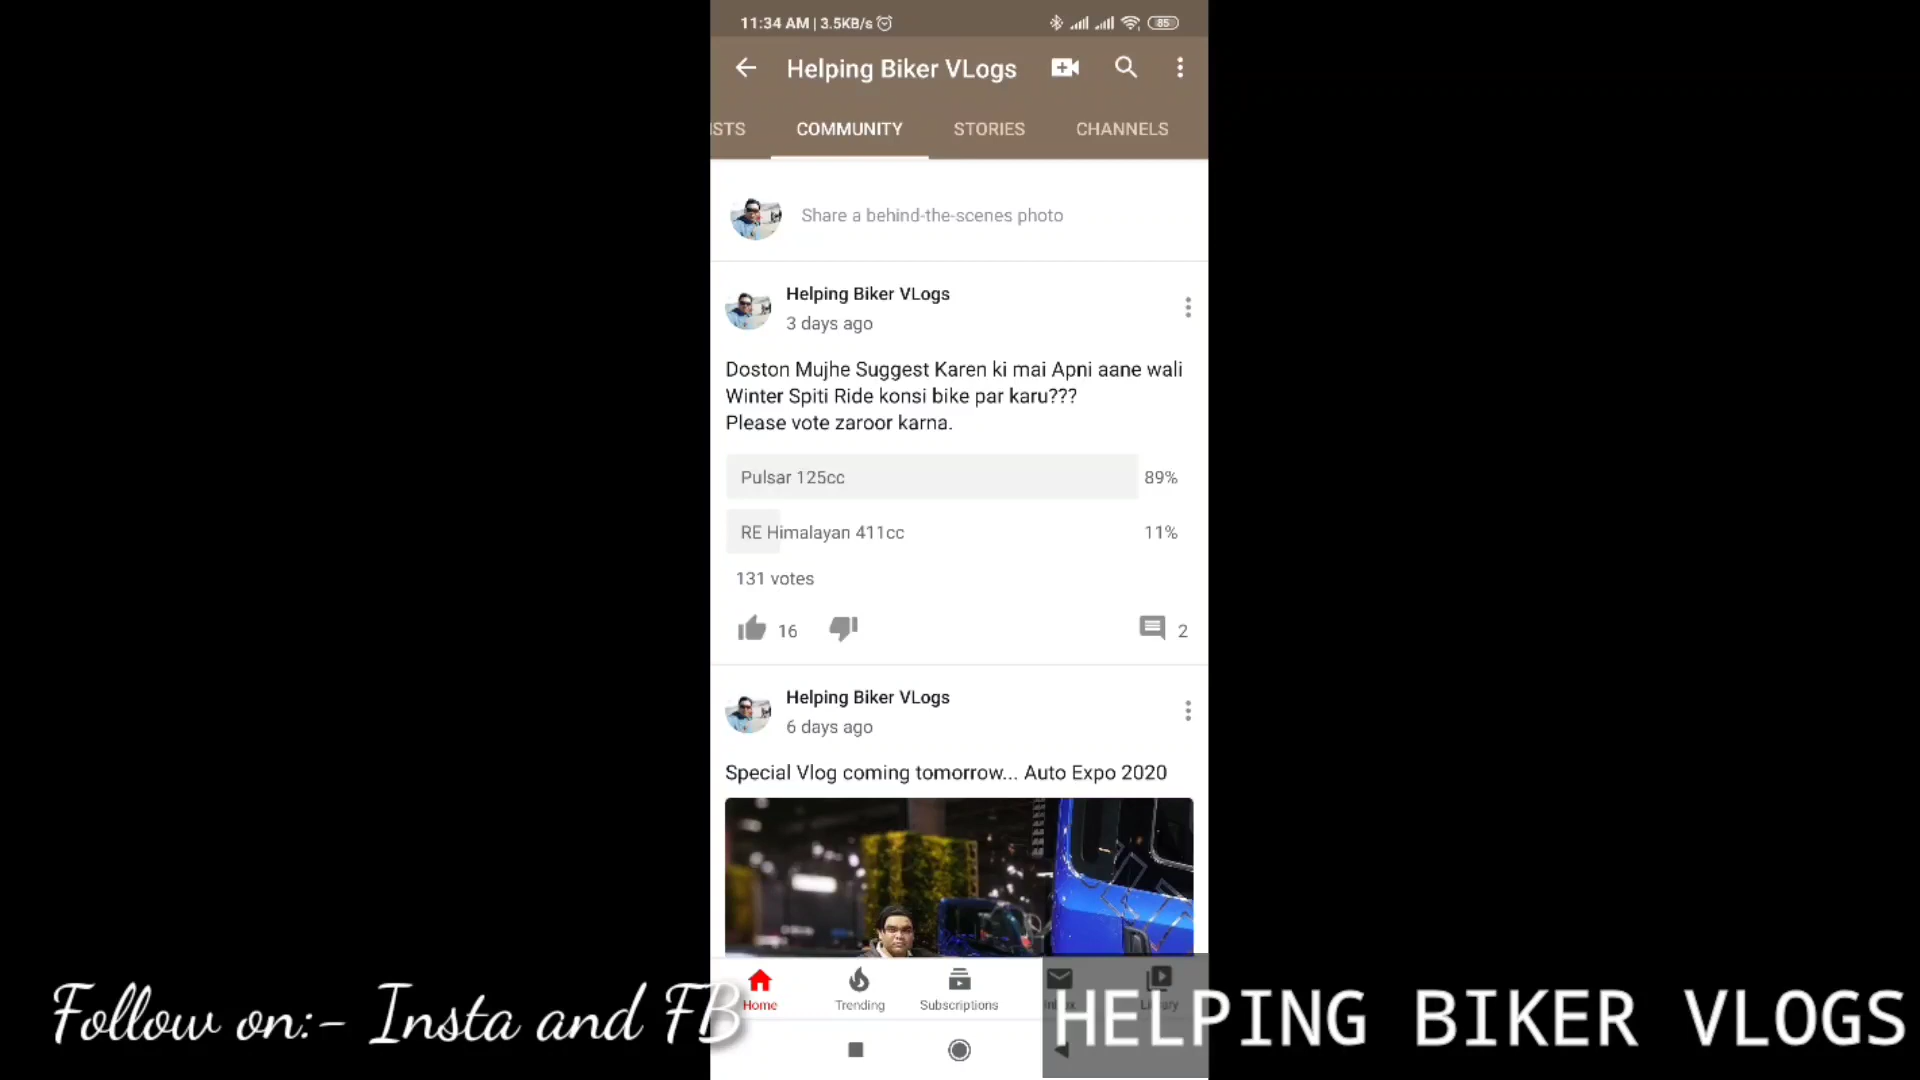 11:34 AM | 3.5KB/s
85
Helping Biker VLogs
ISTS COMMUNITY STORIES CHANNELS
Share a behind-the-scenes photo
Helping Biker VLogs
3 days ago
Doston Mujhe Suggest Karen ki mai Apni aane wali
Winter Spiti Ride konsi bike par karu???
Please vote zaroor karna.
Pulsar 125cc 89%
RE Himalayan 411cc 11%
131 votes
16 2
Helping Biker VLogs
6 days ago
Special Vlog coming tomorrow... Auto Expo 2020
Home Trending Subscriptions
Follow on:- Insta and FB HELPING BIKER VLOGS